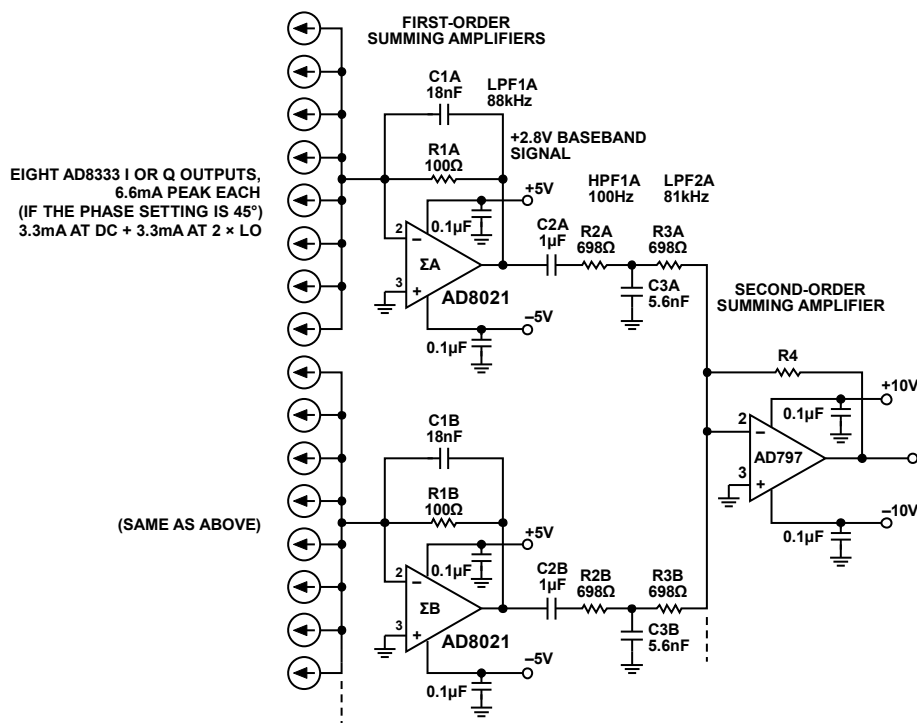 FIRST-ORDER
SUMMING AMPLIFIERS
C1A
18nF
LPF1A
88kHz
R1A
100Ω
+2.8V BASEBAND
SIGNAL
EIGHT AD8333 I OR Q OUTPUTS,
6.6mA PEAK EACH
(IF THE PHASE SETTING IS 45°)
3.3mA AT DC + 3.3mA AT 2 × LO
+5V
0.1µF
2
−
ΣA
3
+
AD8021
C2A
1µF
HPF1A
100Hz
R2A
698Ω
LPF2A
81kHz
R3A
698Ω
C3A
5.6nF
−5V
0.1µF
SECOND-ORDER
SUMMING AMPLIFIER
R4
+10V
0.1µF
2
−
AD797
3
+
−10V
0.1µF
C1B
18nF
R1B
100Ω
(SAME AS ABOVE)
+5V
0.1µF
2
−
ΣB
3
+
AD8021
C2B
1µF
R2B
698Ω
R3B
698Ω
C3B
5.6nF
−5V
0.1µF